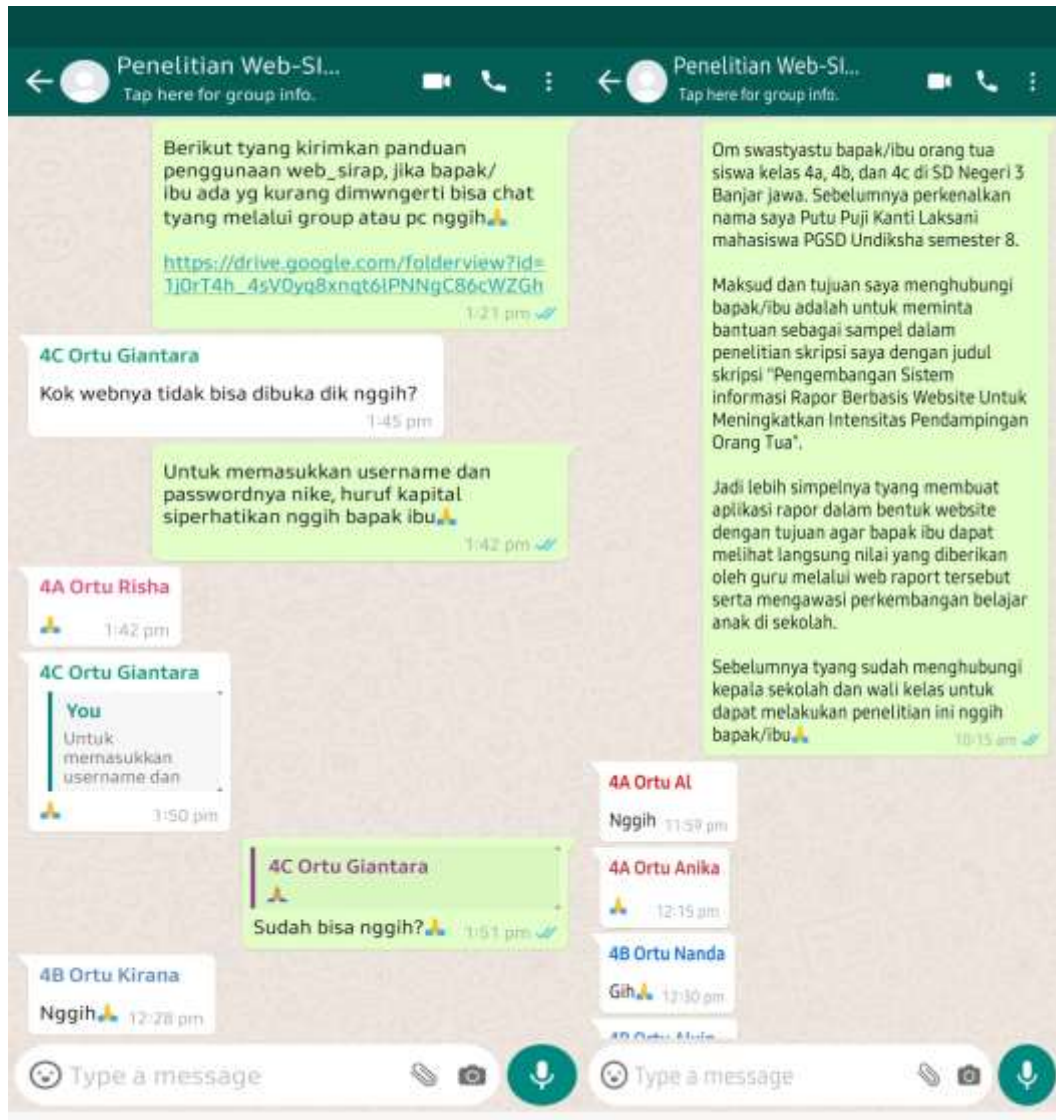 Penelitian Web-SI...
Tap here for group info.
Berikut tyang kirimkan panduan
penggunaan web_sirap, jika bapak/
ibu ada yg kurang dimwngerti bisa chat
tyang melalui group atau pc nggih🙏
https://drive.google.com/folderview?id=
1:21 pm
4C Ortu Giantara
Kok webnya tidak bisa dibuka dik nggih?
1:45 pm
Untuk memasukkan username dan
passwordnya nike, huruf kapital
siperhatikan nggih bapak ibu🙏
1:42 pm
4A Ortu Risha
🙏 1:42 pm
4C Ortu Giantara
You
Untuk
memasukkan
username dan
🙏 1:50 pm
4C Ortu Giantara
🙏
Sudah bisa nggih?🙏 1:51 pm
4B Ortu Kirana
Nggih🙏 12:28 pm
Type a message
Penelitian Web-SI...
Tap here for group info.
Om swastyastu bapak/ibu orang tua
siswa kelas 4a, 4b, dan 4c di SD Negeri 3
Banjar jawa. Sebelumnya perkenalkan
nama saya Putu Puji Kanti Laksani
mahasiswa PGSD Undiksha semester 8.
Maksud dan tujuan saya menghubungi
bapak/ibu adalah untuk meminta
bantuan sebagai sampel dalam
penelitian skripsi saya dengan judul
skripsi "Pengembangan Sistem
informasi Rapor Berbasis Website Untuk
Meningkatkan Intensitas Pendampingan
Orang Tua".
Jadi lebih simpelnya tyang membuat
aplikasi rapor dalam bentuk website
dengan tujuan agar bapak ibu dapat
melihat langsung nilai yang diberikan
oleh guru melalui web raport tersebut
serta mengawasi perkembangan belajar
anak di sekolah.
Sebelumnya tyang sudah menghubungi
kepala sekolah dan wali kelas untuk
dapat melakukan penelitian ini nggih
bapak/ibu🙏 10:15 am
4A Ortu Al
Nggih 11:59 pm
4A Ortu Anika
🙏 12:15 pm
4B Ortu Nanda
Gih🙏 12:30 pm
Type a message